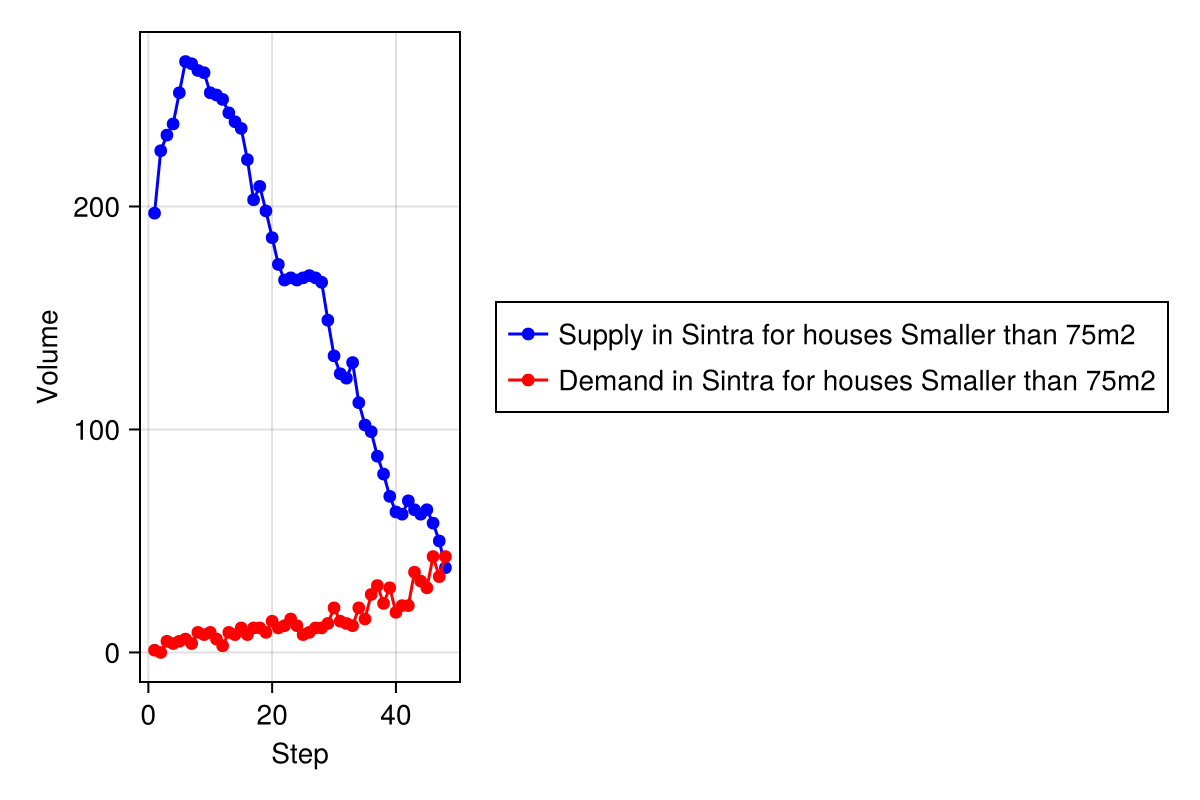 200
100
0
Volume
0 20 40
Step
Supply in Sintra for houses Smaller than 75m2
Demand in Sintra for houses Smaller than 75m2